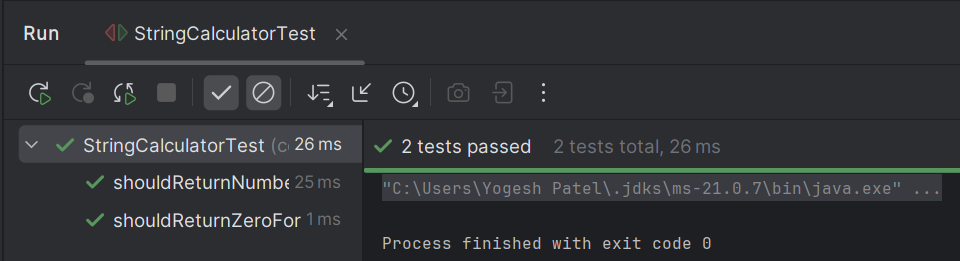 Run StringCalculatorTest
StringCalculatorTest (c 26 ms
2 tests passed 2 tests total, 26 ms
shouldReturnNumbe 25 ms
"C:\Users\Yogesh Patel\.jdks\ms-21.0.7\bin\java.exe" ...
shouldReturnZeroFor 1 ms
Process finished with exit code 0